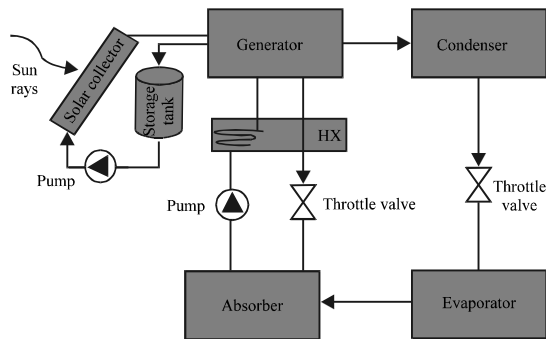 Generator
Condenser
Sun
rays
Solar collector
Storage
tank
HX
Pump
Pump
Throttle valve
Throttle
valve
Absorber
Evaporator